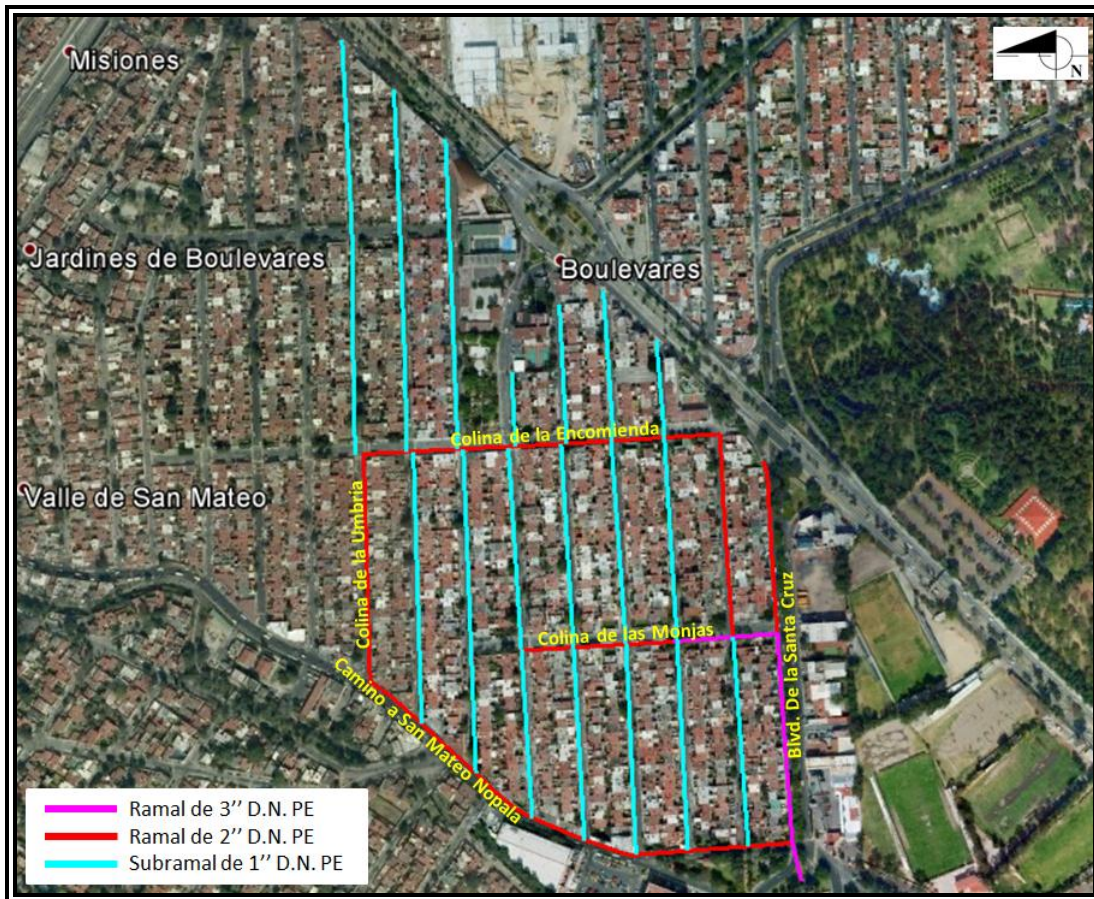 Misiones
N
Jardines de Boulevares
Boulevares
Colina de la Encomienda
Valle de San Mateo
Colina de la Umbria
Colina de las Monjas
Blvd. De la Santa Cruz
Camino a San Mateo Nopala
Ramal de 3’’ D.N. PE
Ramal de 2’’ D.N. PE
Subramal de 1’’ D.N. PE